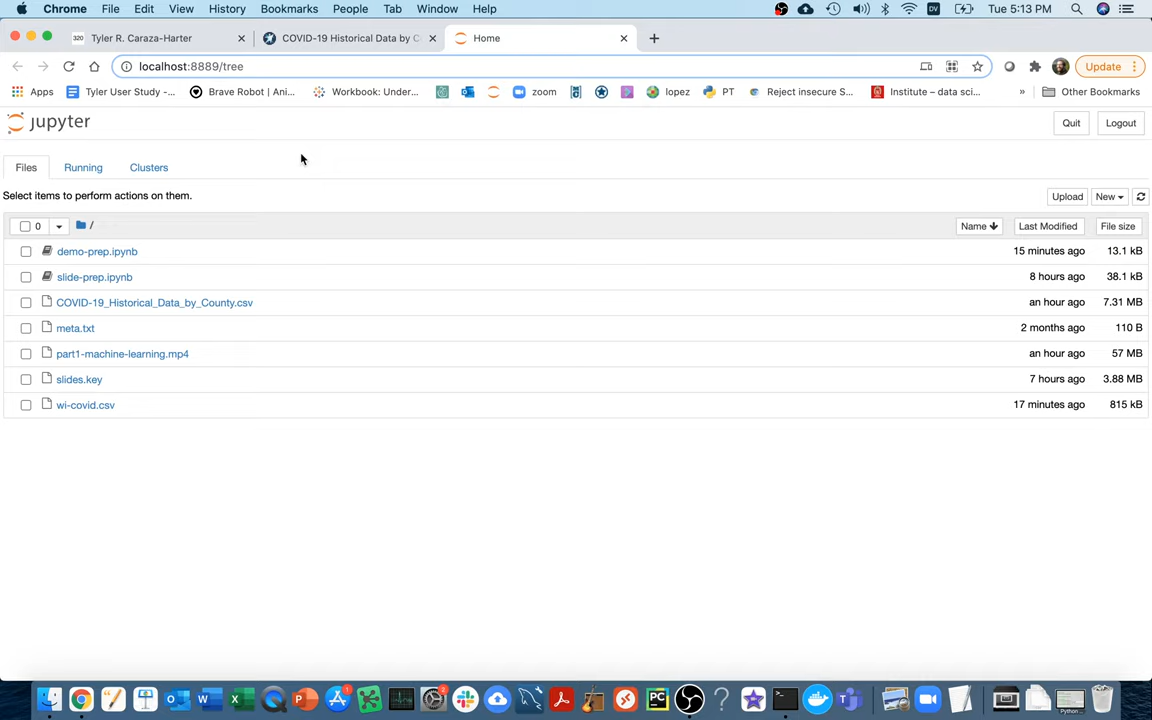 Chrome File Edit View History Bookmarks People Tab Window Help DV Tue 5:13 PM
320 Tyler R. Caraza-Harter COVID-19 Historical Data by C Home
localhost:8889/tree Update
Apps Tyler User Study -... Brave Robot | Ani... Workbook: Under... zoom lopez PT Reject insecure S... Institute – data sci... » Other Bookmarks
jupyter Quit Logout
Files Running Clusters
Select items to perform actions on them. Upload New
0 / Name Last Modified File size
demo-prep.ipynb 15 minutes ago 13.1 kB
slide-prep.ipynb 8 hours ago 38.1 kB
COVID-19_Historical_Data_by_County.csv an hour ago 7.31 MB
meta.txt 2 months ago 110 B
part1-machine-learning.mp4 an hour ago 57 MB
slides.key 7 hours ago 3.88 MB
wi-covid.csv 17 minutes ago 815 kB